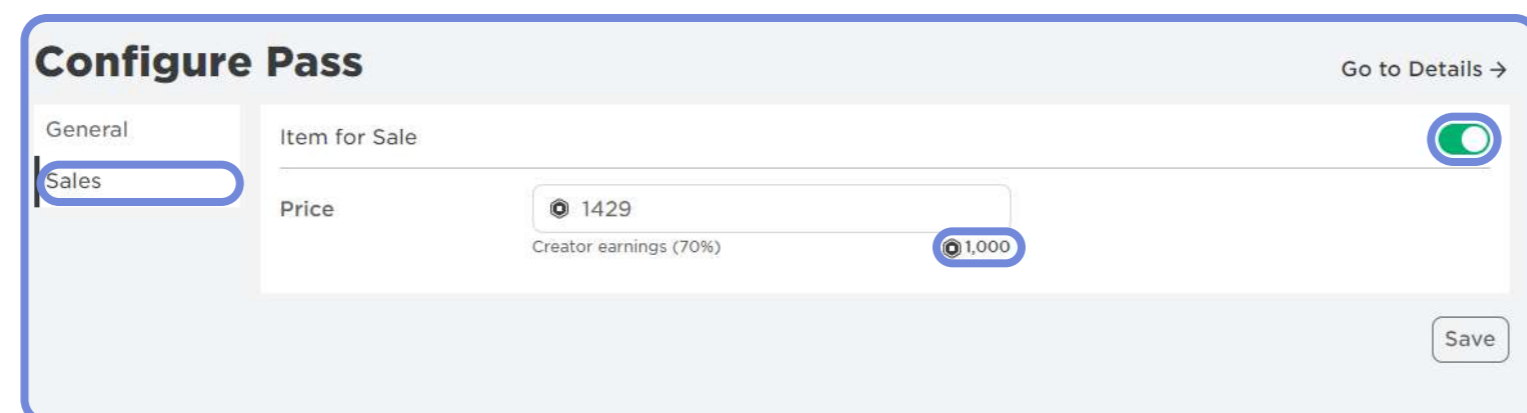 Configure Pass
Go to Details →
General
Sales
Item for Sale
Price
1429
Creator earnings (70%)
1,000
Save